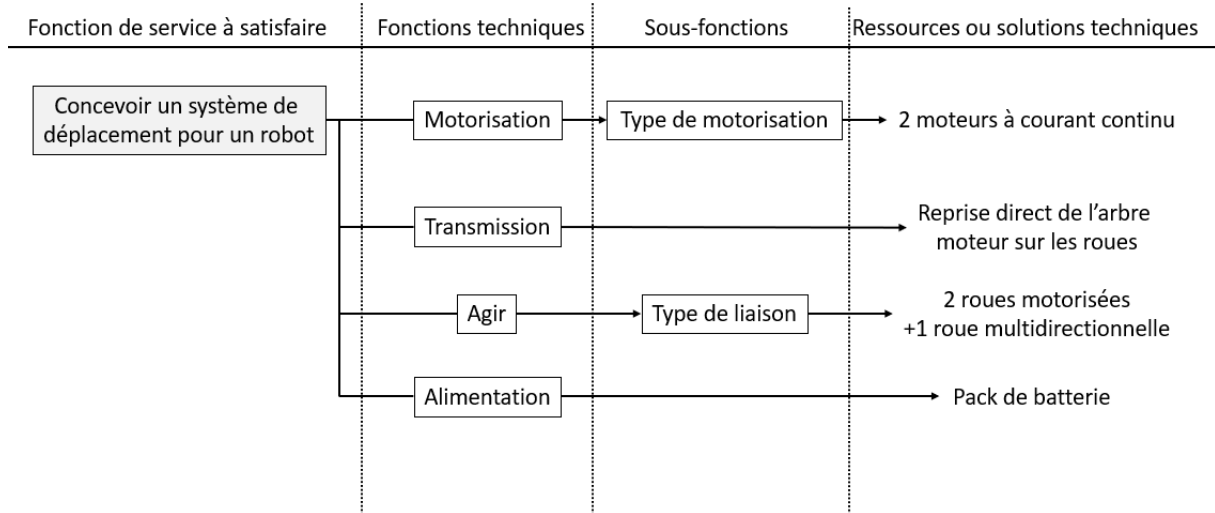 Fonction de service à satisfaire
Fonctions techniques
Sous-fonctions
Ressources ou solutions techniques
Concevoir un système de
déplacement pour un robot
Motorisation
Type de motorisation
2 moteurs à courant continu
Transmission
Reprise direct de l’arbre
moteur sur les roues
Agir
Type de liaison
2 roues motorisées
+1 roue multidirectionnelle
Alimentation
Pack de batterie